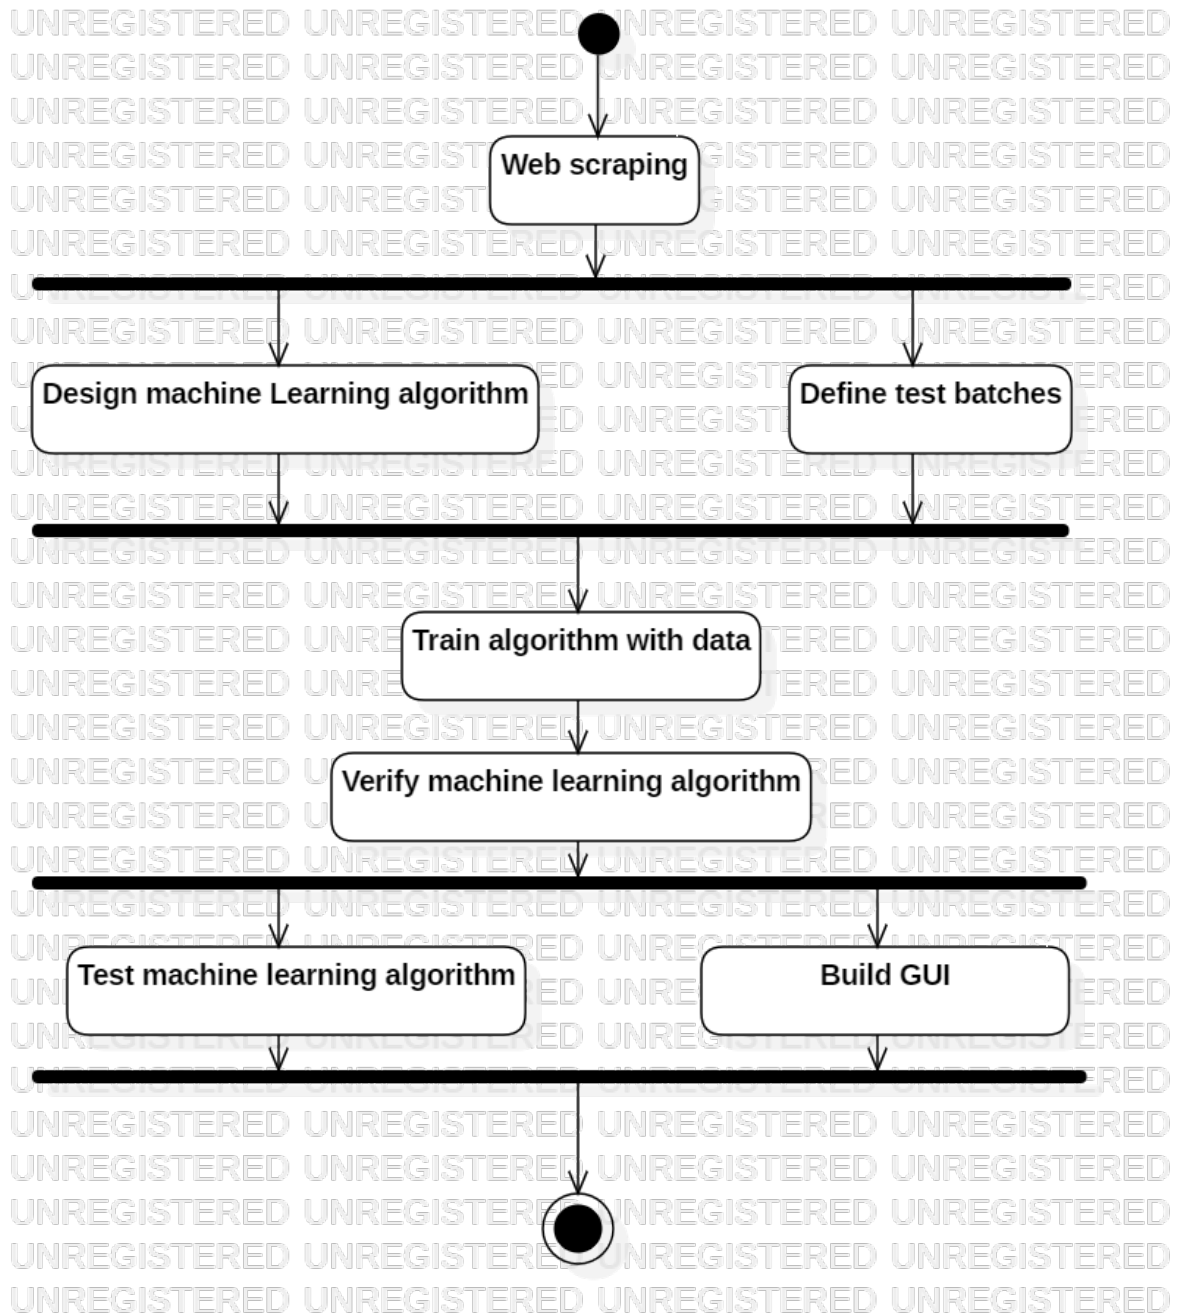 Web scraping
Design machine Learning algorithm
Define test batches
Train algorithm with data
Verify machine learning algorithm
Test machine learning algorithm
Build GUI
UNREGISTERED